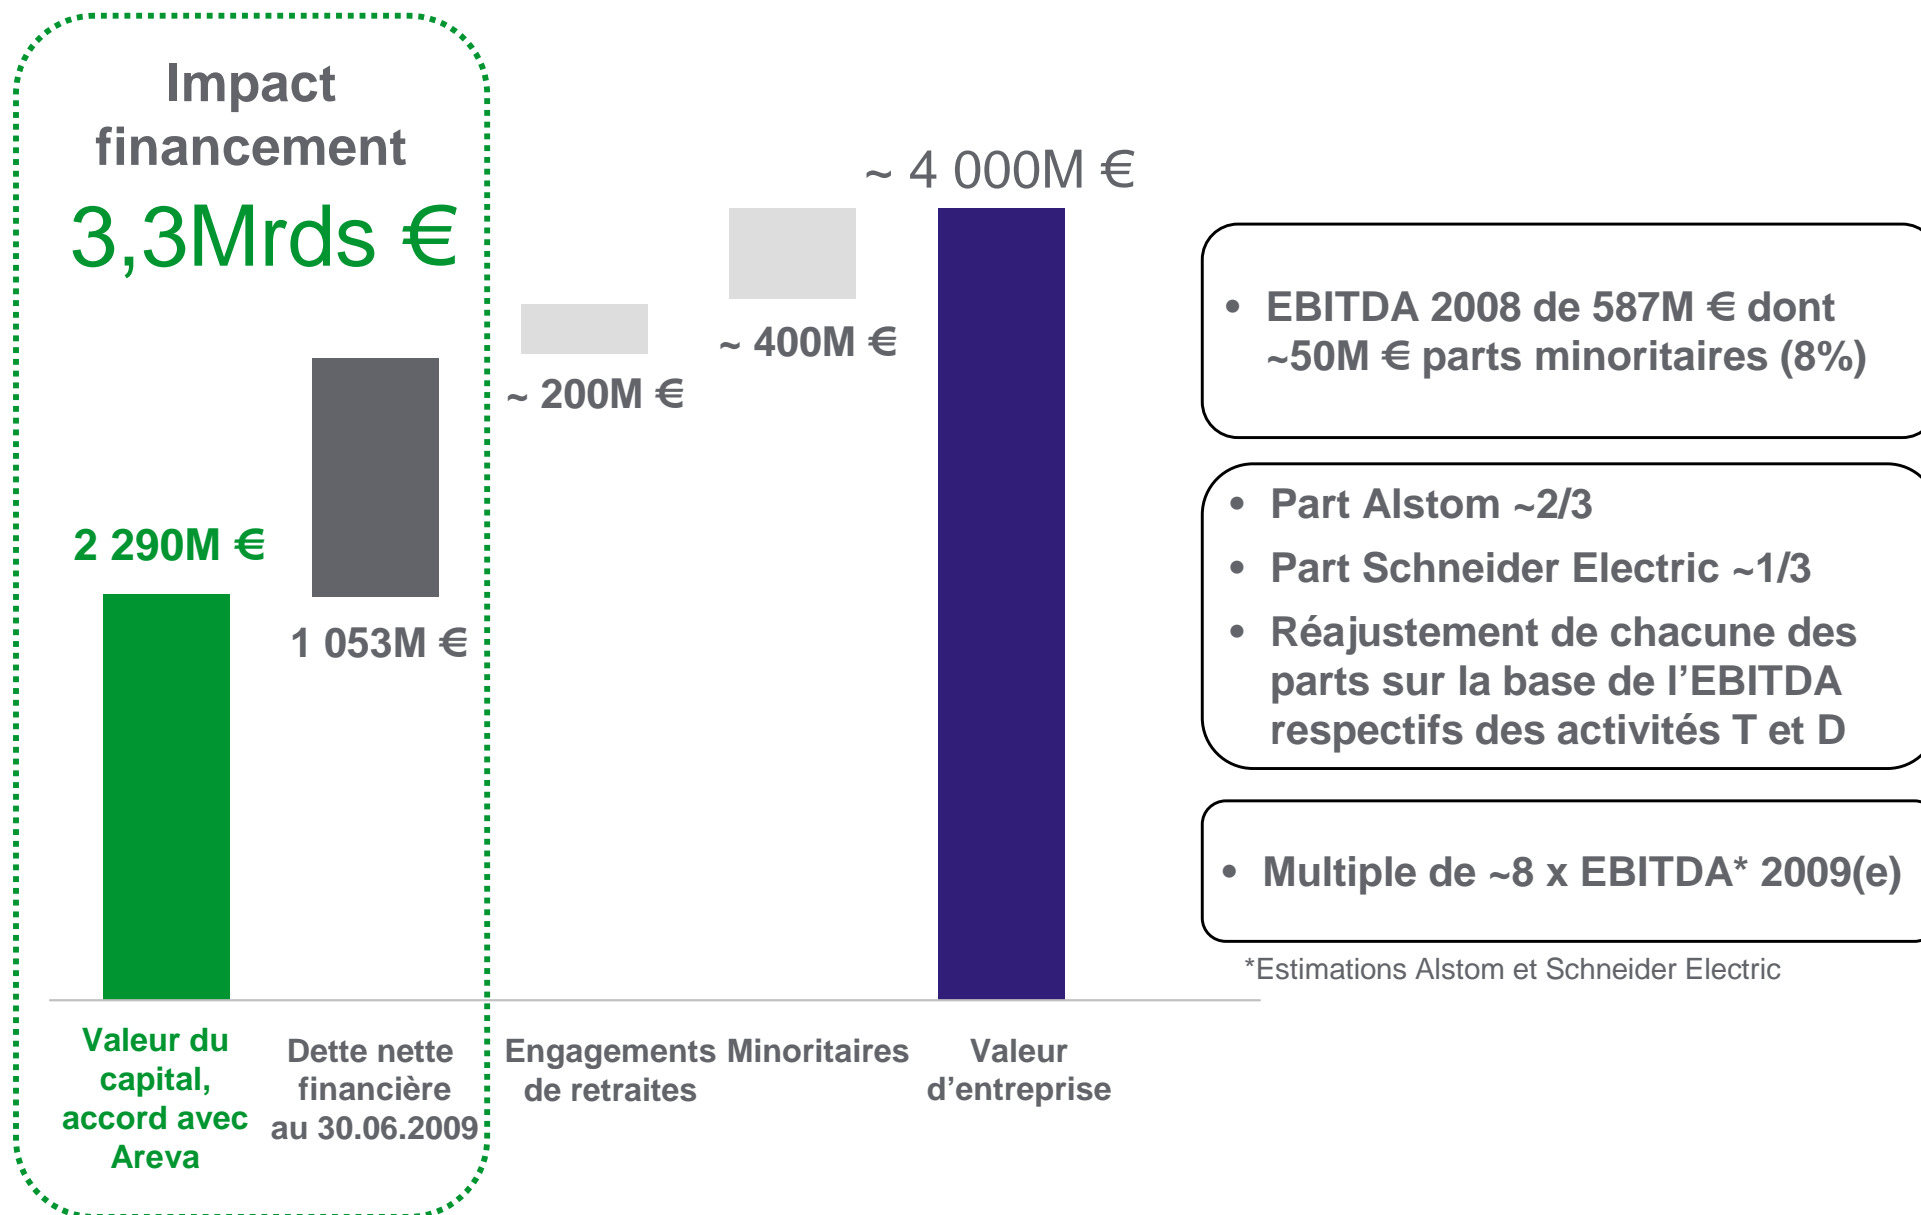 Impact
financement
3,3Mrds €
~ 4 000M €
~ 400M €
~ 200M €
2 290M €
1 053M €
Valeur du
capital,
accord avec
Areva
Dette nette
financière
au 30.06.2009
Engagements
de retraites
Minoritaires
Valeur
d’entreprise
• EBITDA 2008 de 587M € dont
~50M € parts minoritaires (8%)
• Part Alstom ~2/3
• Part Schneider Electric ~1/3
• Réajustement de chacune des
parts sur la base de l’EBITDA
respectifs des activités T et D
• Multiple de ~8 x EBITDA* 2009(e)
*Estimations Alstom et Schneider Electric